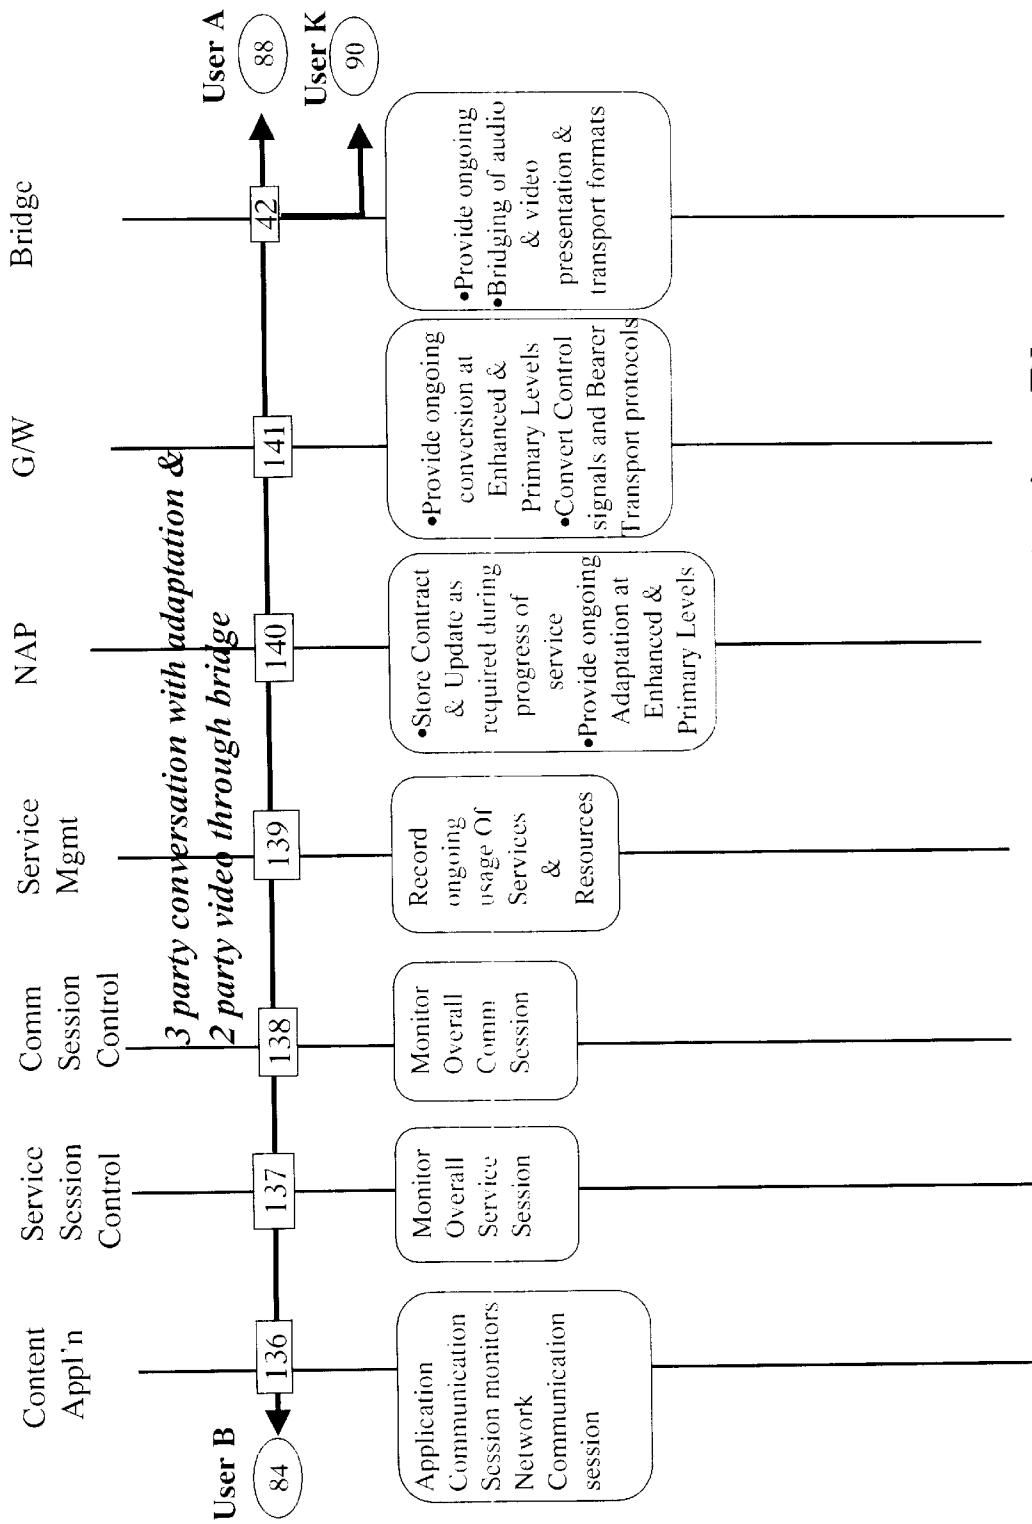 Content
Appl'n
Service
Session
Control
Comm
Session
Control
Service
Mgmt
NAP
G/W
Bridge
3 party conversation with adaptation &
2 party video through bridge
User B
84
136
137
138
139
140
141
42
User A
88
User K
90
Application
Communication
Session monitors
Network
Communication
session
Monitor
Overall
Service
Session
Monitor
Overall
Comm
Session
Record
ongoing
usage Of
Services
&
Resources
•Store Contract
& Update as
required during
progress of
service
•Provide ongoing
Adaptation at
Enhanced &
Primary Levels
•Provide ongoing
conversion at
Enhanced &
Primary Levels
•Convert Control
signals and Bearer
Transport protocols
•Provide ongoing
•Bridging of audio
& video
presentation &
transport formats